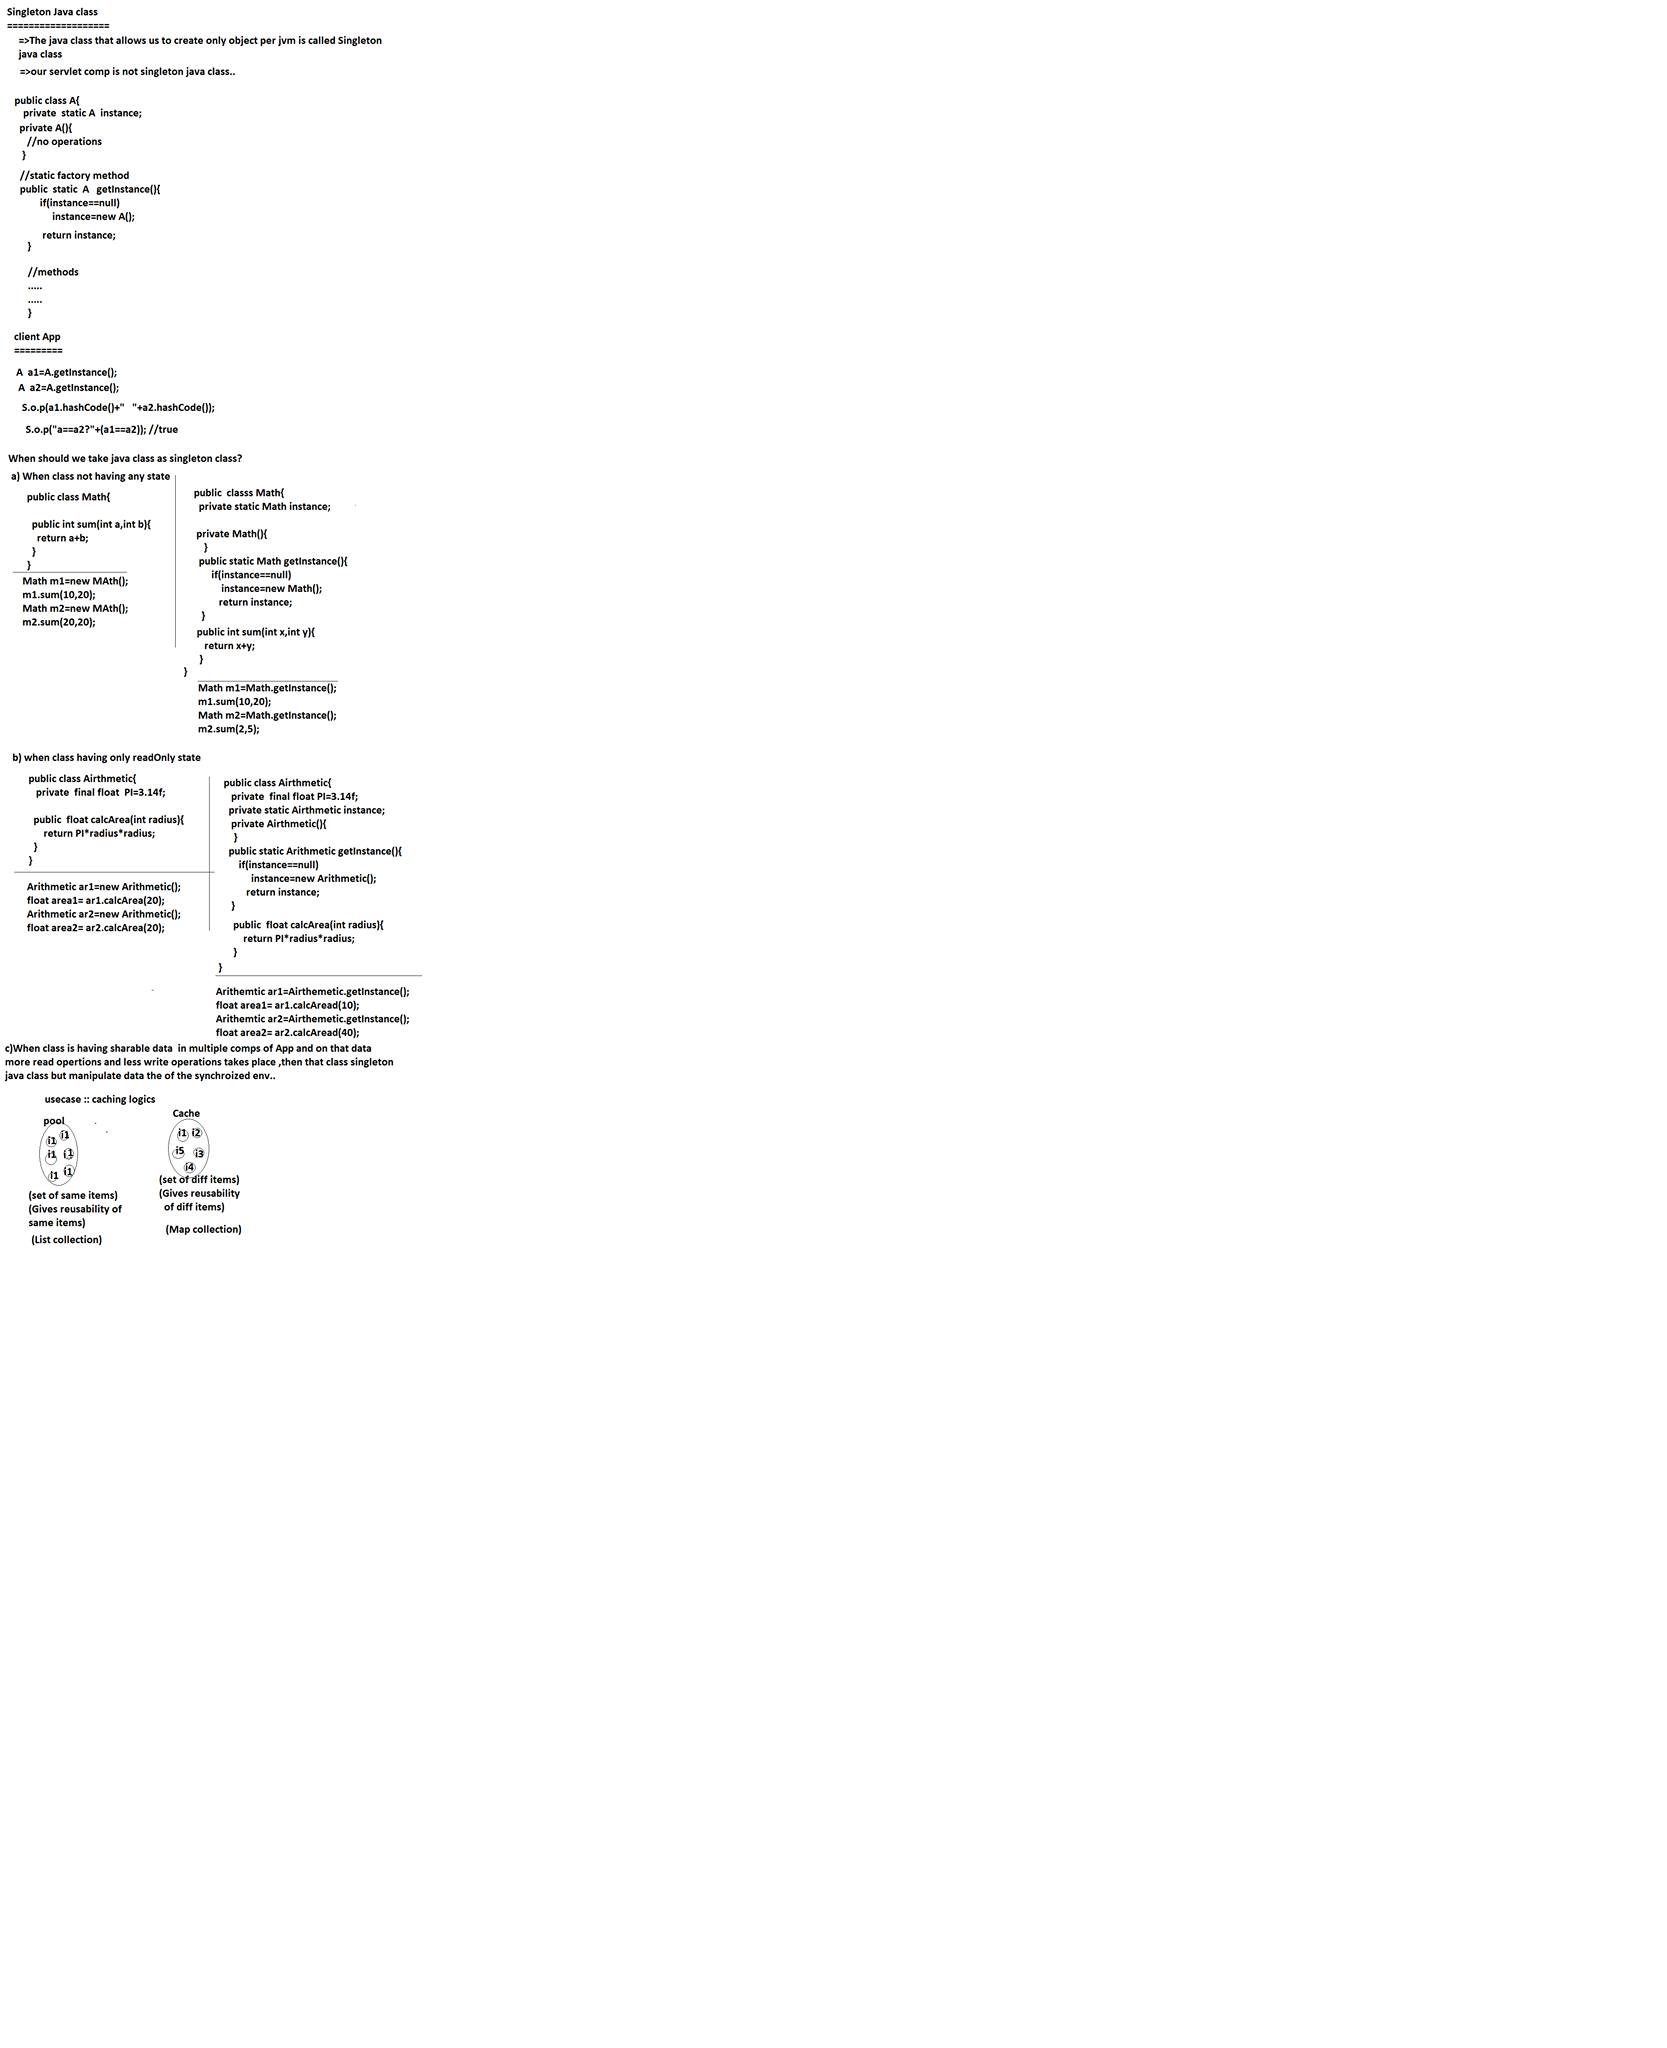 Singleton Java class
===================
=>The java class that allows us to create only object per jvm is called Singleton
java class
=>our servlet comp is not singleton java class..
public class A{
private static A instance;
private A(){
//no operations
}
//static factory method
public static A getInstance(){
if(instance==null)
instance=new A();
return instance;
}
//methods
.....
.....
}
client App
=========
A a1=A.getInstance();
A a2=A.getInstance();
S.o.p(a1.hashCode()+" "+a2.hashCode());
S.o.p("a==a2?"+(a1==a2)); //true
When should we take java class as singleton class?
a) When class not having any state
public class Math{
public int sum(int a,int b){
return a+b;
}
}
Math m1=new MAth();
m1.sum(10,20);
Math m2=new MAth();
m2.sum(20,20);
public classs Math{
private static Math instance;
private Math(){
}
public static Math getInstance(){
if(instance==null)
instance=new Math();
return instance;
}
public int sum(int x,int y){
return x+y;
}
}
Math m1=Math.getInstance();
m1.sum(10,20);
Math m2=Math.getInstance();
m2.sum(2,5);
b) when class having only readOnly state
public class Airthmetic{
private final float PI=3.14f;
public float calcArea(int radius){
return PI*radius*radius;
}
}
Arithmetic ar1=new Arithmetic();
float area1= ar1.calcArea(20);
Arithmetic ar2=new Arithmetic();
float area2= ar2.calcArea(20);
public class Airthmetic{
private final float PI=3.14f;
private static Airthmetic instance;
private Airthmetic(){
}
public static Arithmetic getInstance(){
if(instance==null)
instance=new Arithmetic();
return instance;
}
public float calcArea(int radius){
return PI*radius*radius;
}
}
Arithemtic ar1=Airthemetic.getInstance();
float area1= ar1.calcAread(10);
Arithemtic ar2=Airthemetic.getInstance();
float area2= ar2.calcAread(40);
c)When class is having sharable data in multiple comps of App and on that data
more read opertions and less write operations takes place ,then that class singleton
java class but manipulate data the of the synchroized env..
usecase :: caching logics
pool
i1 i1
i1 i1
i1 i1
(set of same items)
(Gives reusability of
same items)
(List collection)
Cache
i1 i2
i5 i3
i4
(set of diff items)
(Gives reusability
of diff items)
(Map collection)